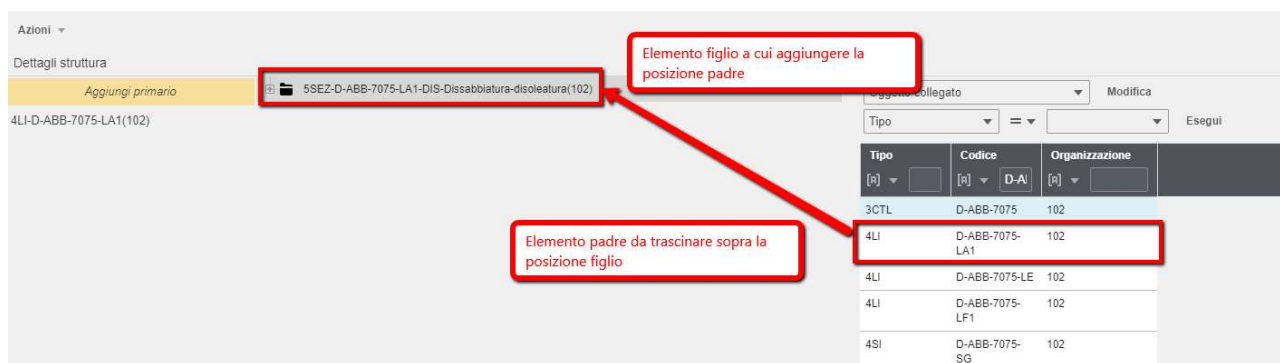 Azioni
Dettagli struttura
Aggiungi primario
4LI-D-ABB-7075-LA1(102)
5SEZ-D-ABB-7075-LA1-DIS-Dissabbiatura-disoleatura(102)
Elemento figlio a cui aggiungere la
posizione padre
Oggetto collegato
Modifica
Tipo = Esegui
Tipo Codice Organizzazione
[A] [A] D-A [A]
3CTL D-ABB-7075 102
4LI D-ABB-7075- 102
LA1
Elemento padre da trascinare sopra la
posizione figlio
4LI D-ABB-7075-LE 102
4LI D-ABB-7075- 102
LF1
4SI D-ABB-7075- 102
SG